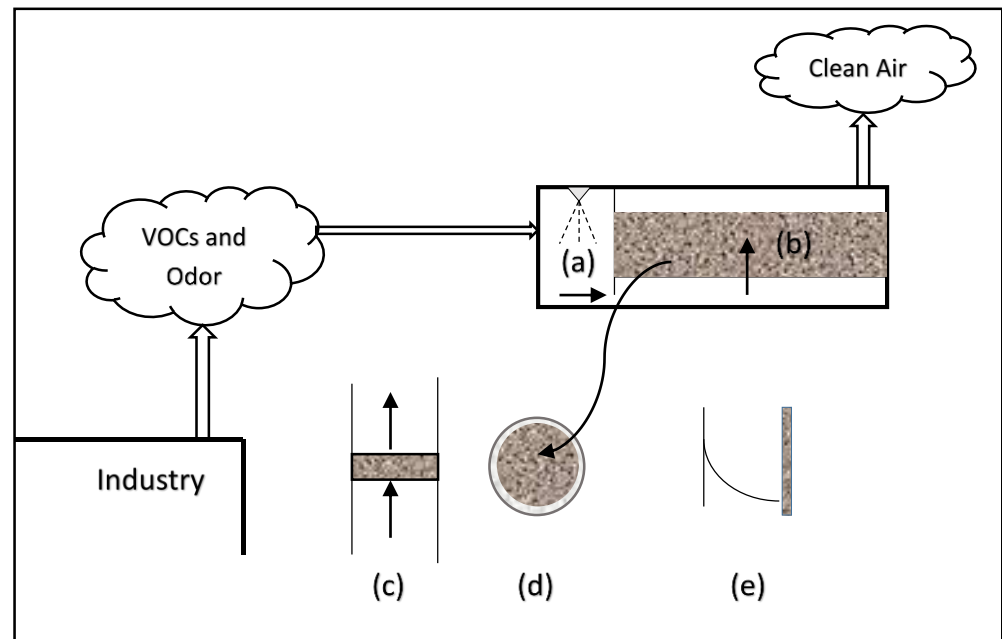 Clean Air
VOCs and
Odor
(a)
(b)
Industry
(c)
(d)
(e)